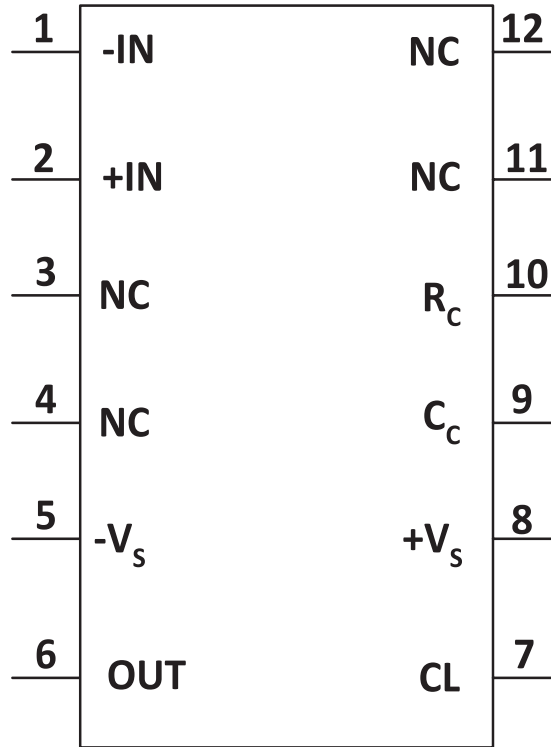 1 -IN NC 12
2 +IN NC 11
3 NC R_C 10
4 NC C_C 9
5 -V_S +V_S 8
6 OUT CL 7